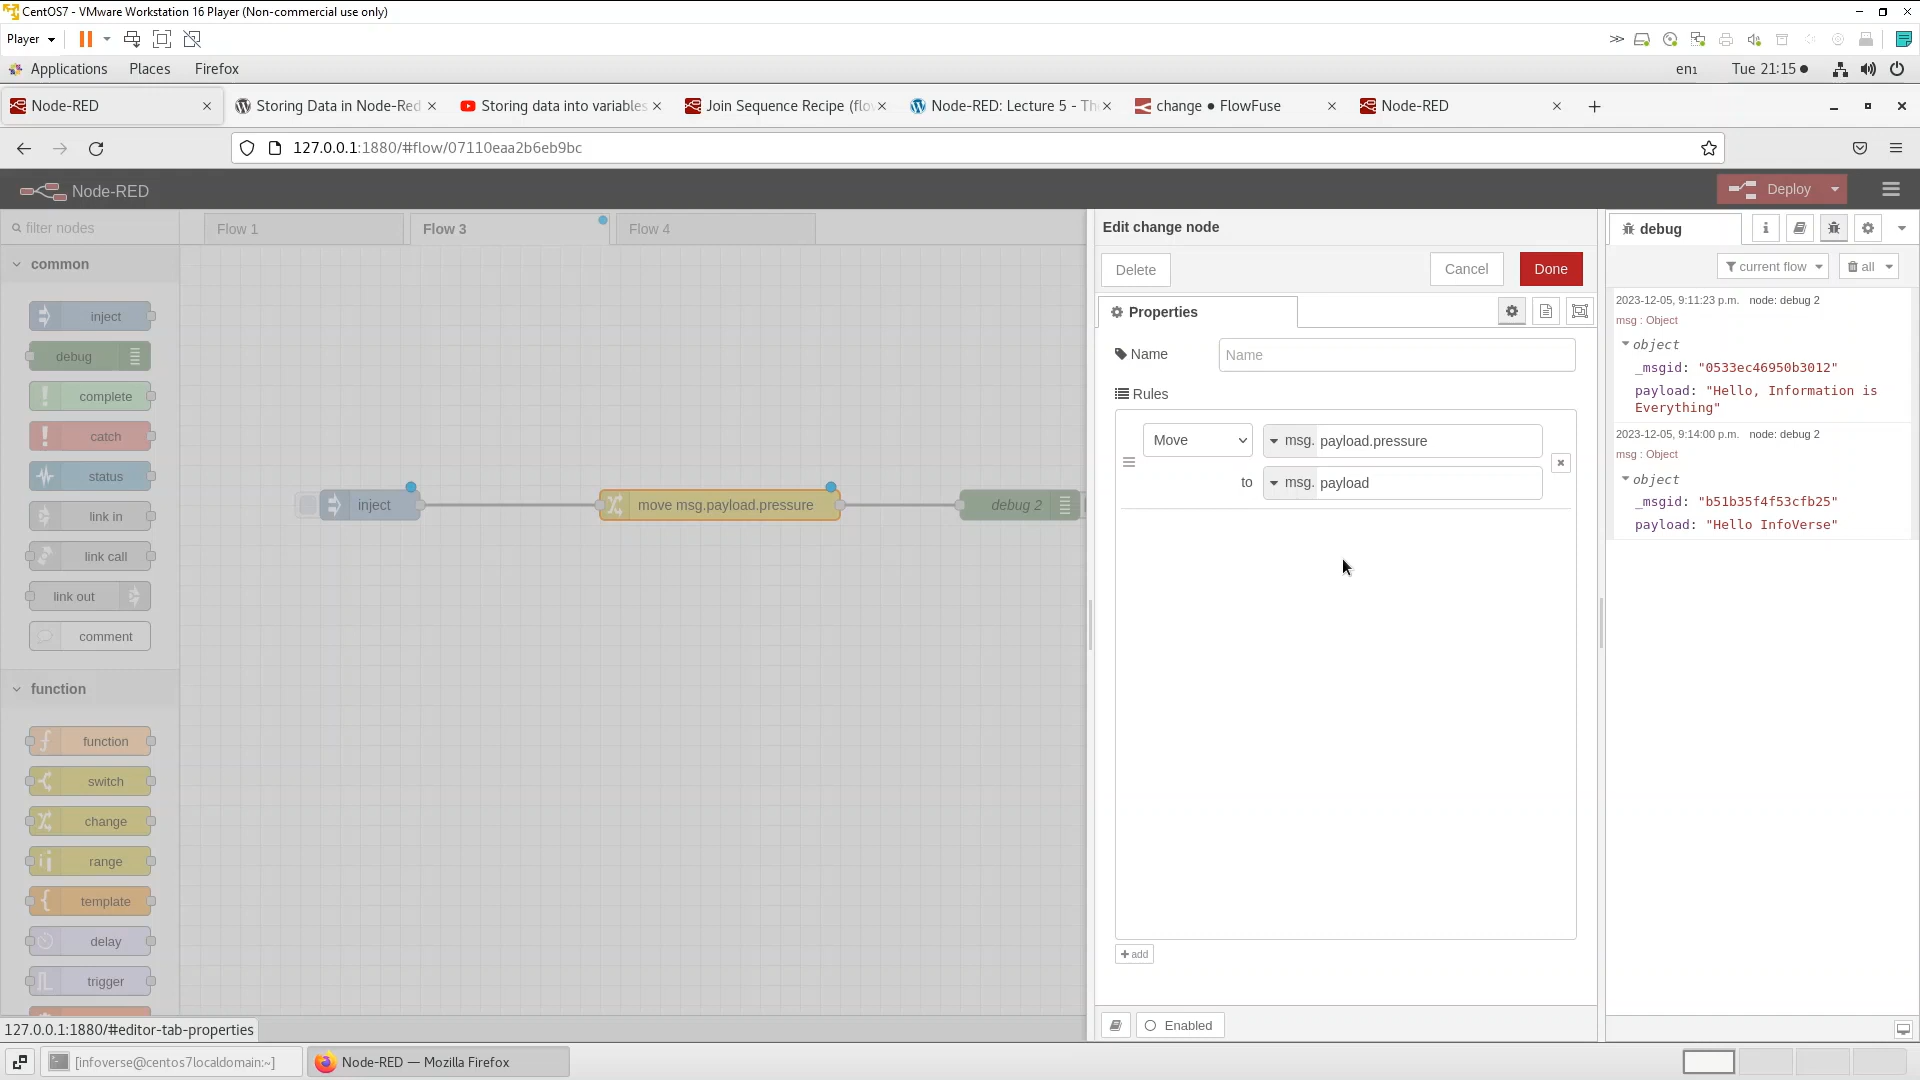 CentOS7 - VMware Workstation 16 Player (Non-commercial use only)
Player
Applications Places Firefox
en1 Tue 21:15
Node-RED
Storing Data in Node-Red
Storing data into variables
Join Sequence Recipe (flo
Node-RED: Lecture 5 - Th
change ● FlowFuse
Node-RED
127.0.0.1:1880/#flow/07110eaa2b6eb9bc
Node-RED
Deploy
filter nodes
Flow 1
Flow 3
Flow 4
common
inject
debug
complete
catch
status
link in
link call
link out
comment
function
function
switch
change
range
template
delay
trigger
inject
move msg.payload.pressure
debug 2
Edit change node
Delete
Cancel
Done
Properties
Name
Name
Rules
Move
msg. payload.pressure
to
msg. payload
add
Enabled
debug
current flow
all
2023-12-05, 9:11:23 p.m. node: debug 2
msg : Object
object
_msgid: "0533ec46950b3012"
payload: "Hello, Information is
Everything"
2023-12-05, 9:14:00 p.m. node: debug 2
msg : Object
object
_msgid: "b51b35f4f53cfb25"
payload: "Hello InfoVerse"
127.0.0.1:1880/#editor-tab-properties
[infoverse@centos7localdomain:~]
Node-RED — Mozilla Firefox